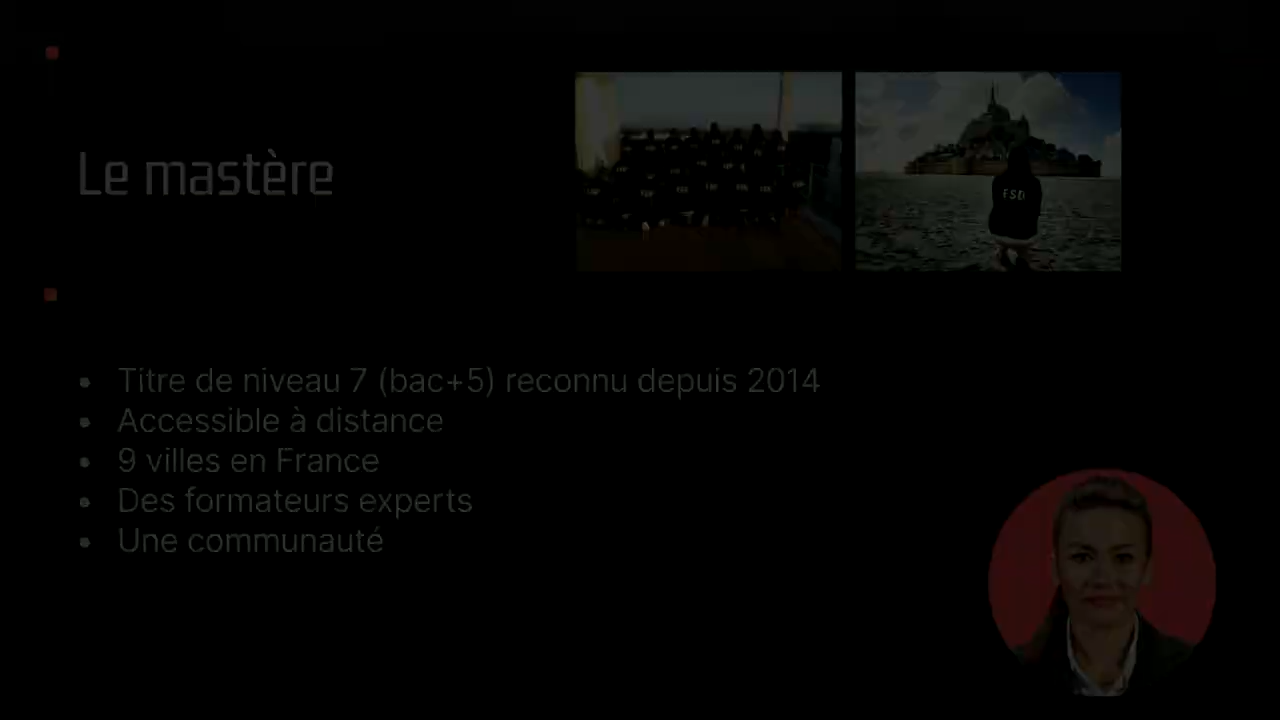 Le mastère
FSD
Titre de niveau 7 (bac+5) reconnu depuis 2014
Accessible à distance
9 villes en France
Des formateurs experts
Une communauté